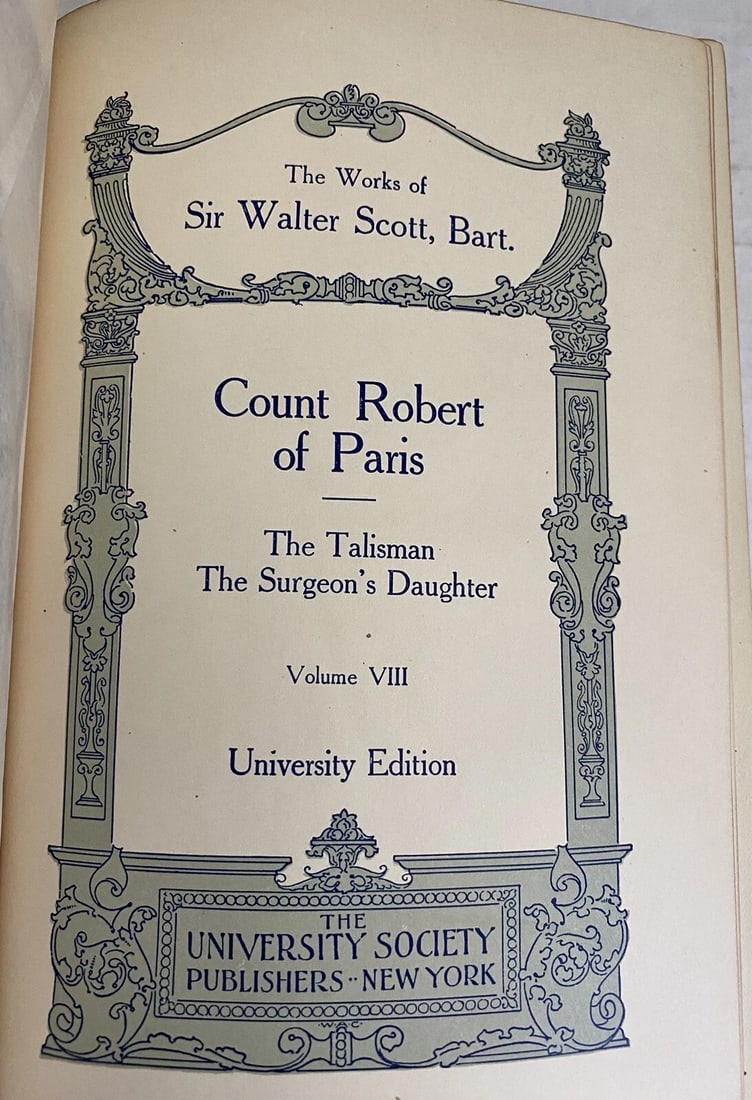 The Works of
Sir Walter Scott, Bart.
Count Robert
of Paris
The Talisman
The Surgeon's Daughter
Volume VIII
University Edition
THE
UNIVERSITY SOCIETY
PUBLISHERS·· NEW YORK
·W.A.C·